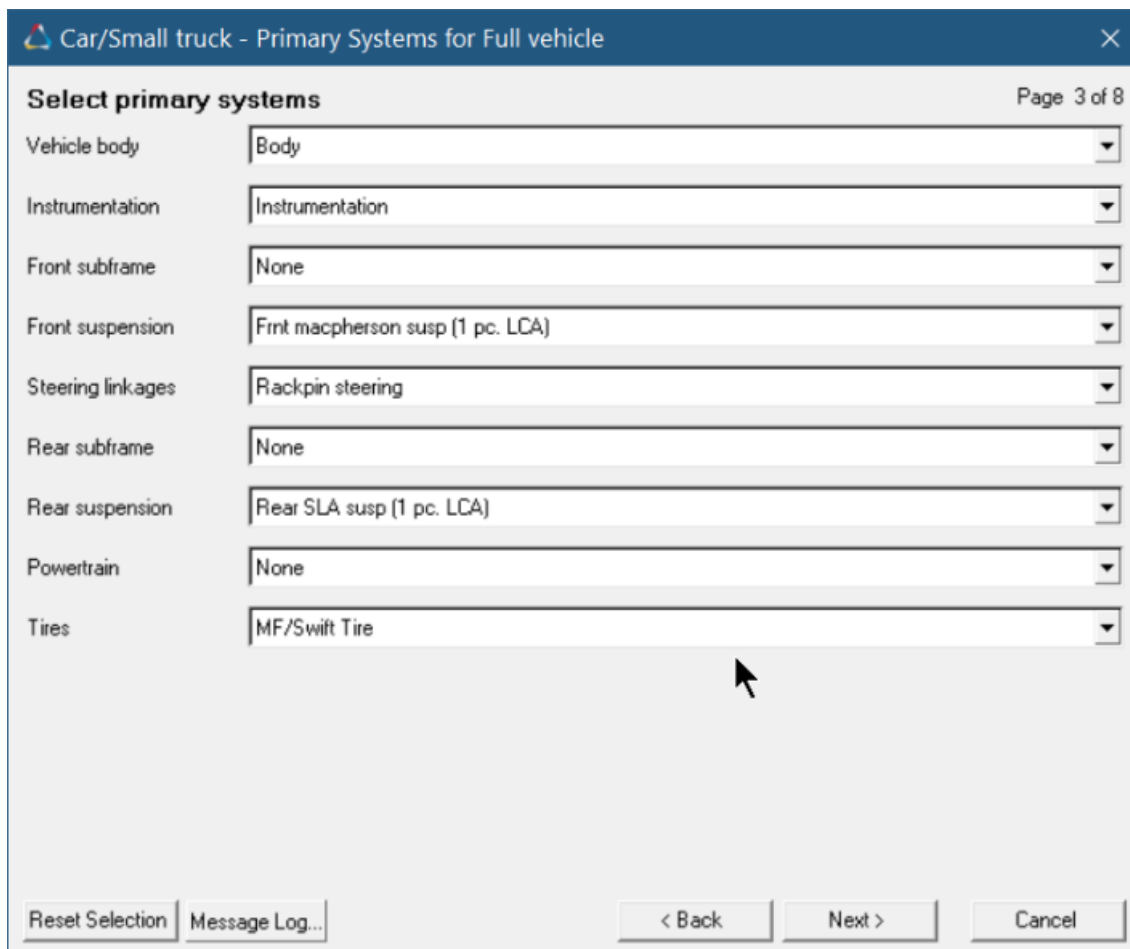 Car/Small truck - Primary Systems for Full vehicle
Select primary systems Page 3 of 8
Vehicle body Body
Instrumentation Instrumentation
Front subframe None
Front suspension Frnt macpherson susp (1 pc. LCA)
Steering linkages Rackpin steering
Rear subframe None
Rear suspension Rear SLA susp (1 pc. LCA)
Powertrain None
Tires MF/Swift Tire
Reset Selection Message Log... < Back Next > Cancel